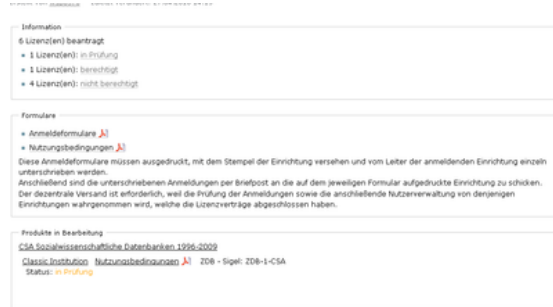 Information
6 Lizenz(en) beantragt
1 Lizenz(en): in Prüfung
1 Lizenz(en): berechtigt
4 Lizenz(en): nicht berechtigt
Formulare
Anmeldeformulare
Nutzungsbedingungen
Diese Anmeldeformulare müssen ausgedruckt, mit dem Stempel der Einrichtung versehen und vom Leiter der anmeldenden Einrichtung einzeln
unterschrieben werden.
Anschließend sind die unterschriebenen Anmeldungen per Briefpost an die auf dem jeweiligen Formular aufgedruckte Einrichtung zu schicken.
Der dezentrale Versand ist erforderlich, weil die Prüfung der Anmeldungen sowie die anschließende Nutzerverwaltung von denjenigen
Einrichtungen wahrgenommen wird, welche die Lizenzverträge abgeschlossen haben.
Produkte in Bearbeitung
CSA Sozialwissenschaftliche Datenbanken 1996-2009
Classic Institution Nutzungsbedingungen ZDB - Sigel: ZDB-1-CSA
Status: in Prüfung